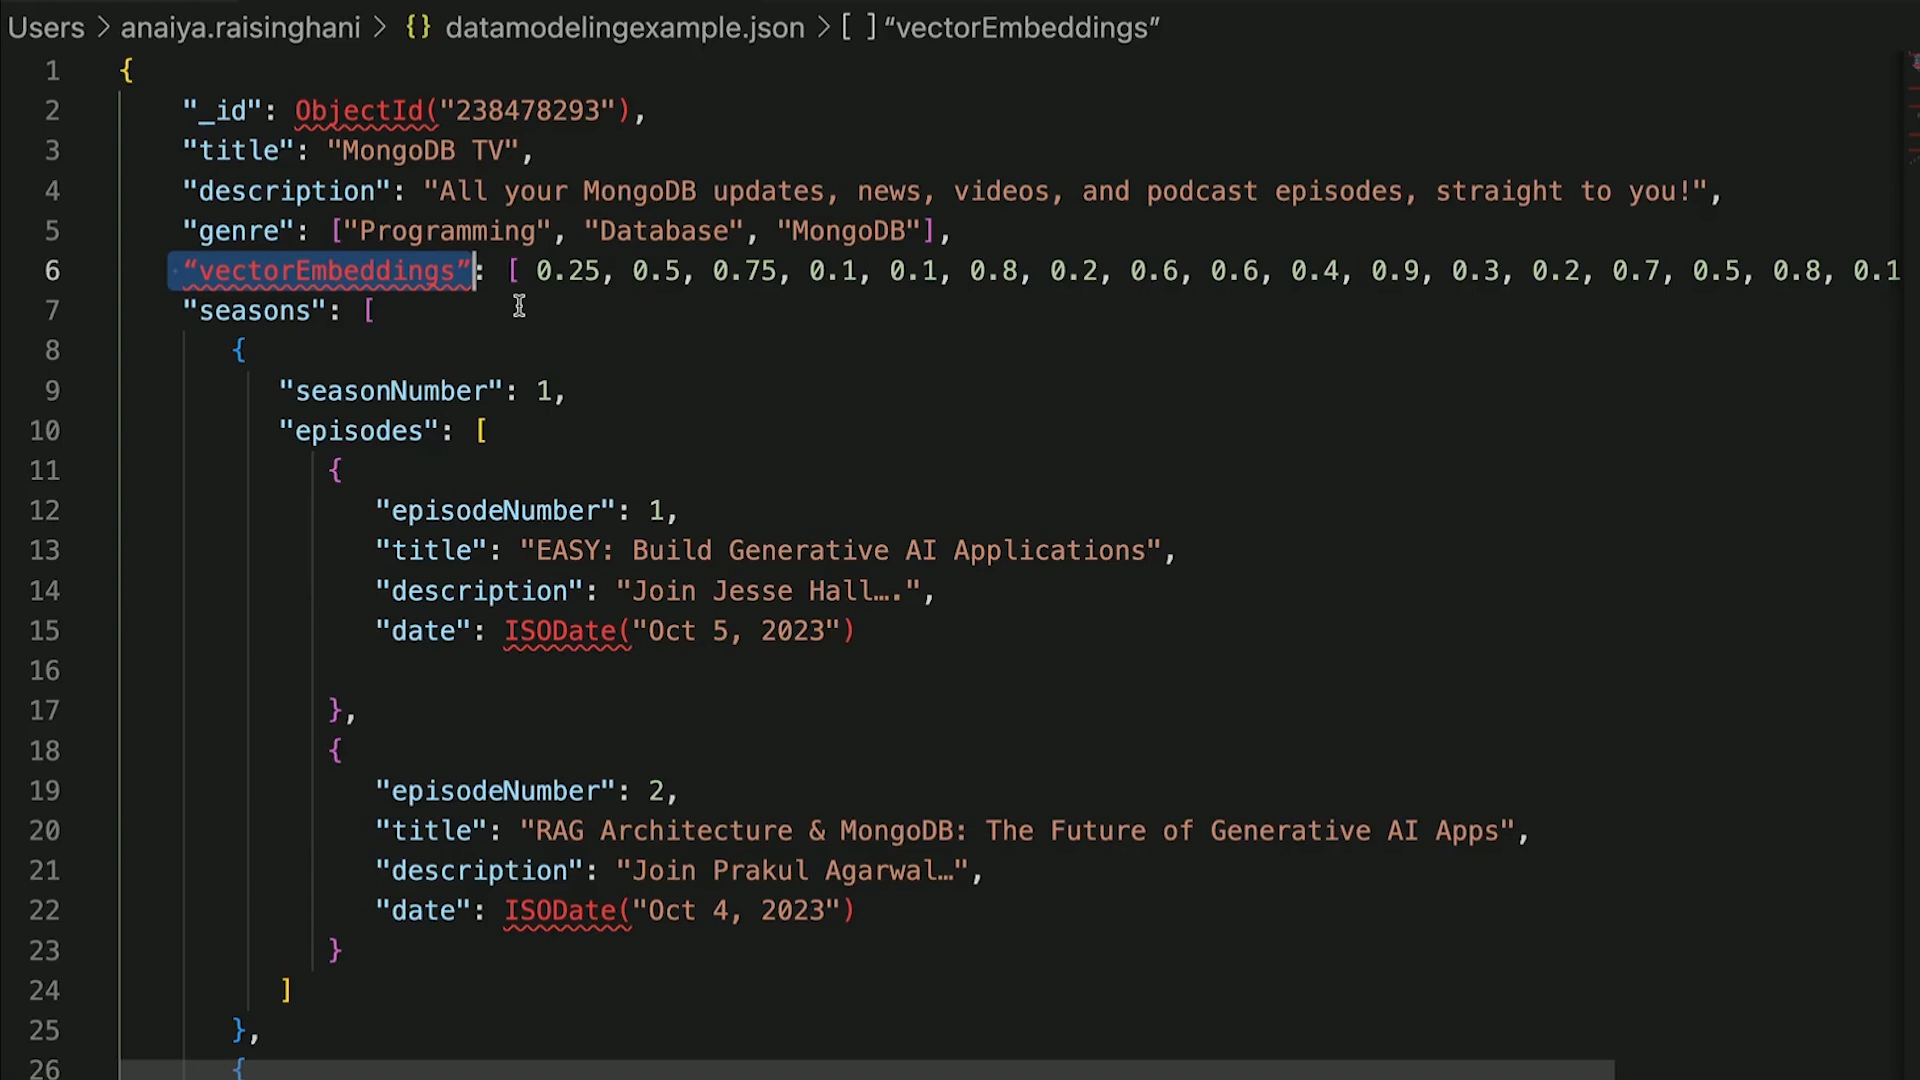 Users > anaiya.raisinghani > {} datamodelingexample.json > [ ] “vectorEmbeddings”
1 {
2 "_id": ObjectId("238478293"),
3 "title": "MongoDB TV",
4 "description": "All your MongoDB updates, news, videos, and podcast episodes, straight to you!",
5 "genre": ["Programming", "Database", "MongoDB"],
6 “vectorEmbeddings”: [ 0.25, 0.5, 0.75, 0.1, 0.1, 0.8, 0.2, 0.6, 0.6, 0.4, 0.9, 0.3, 0.2, 0.7, 0.5, 0.8, 0.1
7 "seasons": [
8 {
9 "seasonNumber": 1,
10 "episodes": [
11 {
12 "episodeNumber": 1,
13 "title": "EASY: Build Generative AI Applications",
14 "description": "Join Jesse Hall….",
15 "date": ISODate("Oct 5, 2023")
16
17 },
18 {
19 "episodeNumber": 2,
20 "title": "RAG Architecture & MongoDB: The Future of Generative AI Apps",
21 "description": "Join Prakul Agarwal…",
22 "date": ISODate("Oct 4, 2023")
23 }
24 ]
25 },
26 {